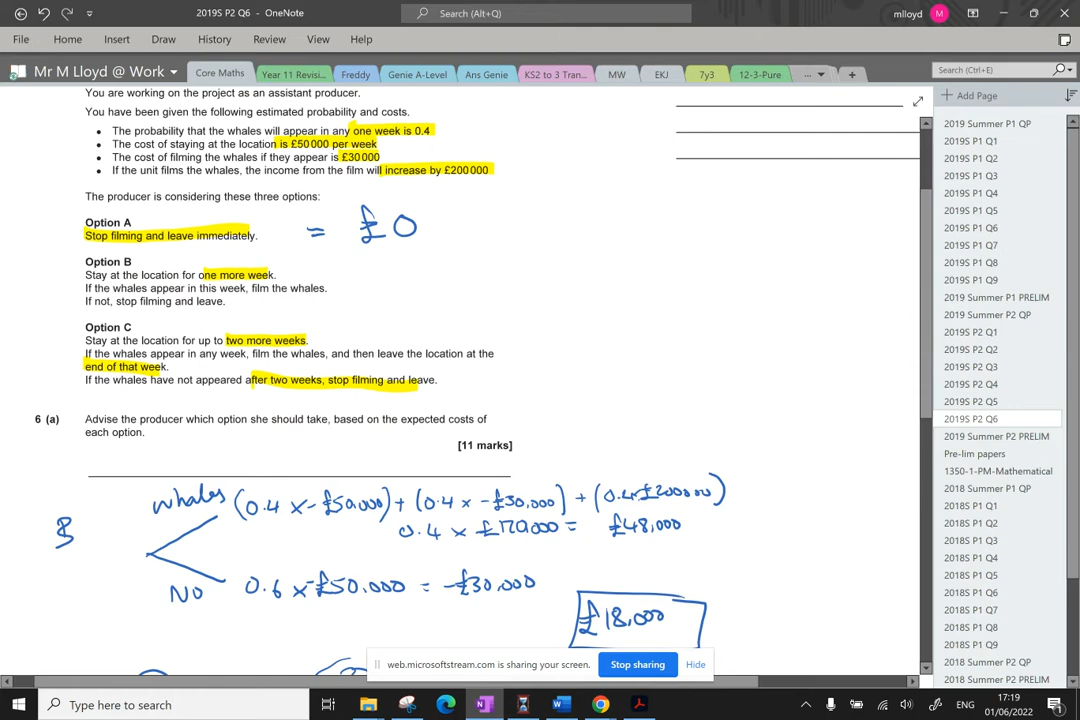 2019S P2 Q6 - OneNote
Search (Alt+Q)
mlloyd
M
File
Home
Insert
Draw
History
Review
View
Help
Mr M Lloyd @ Work
Core Maths
Year 11 Revisi...
Freddy
Genie A-Level
Ans Genie
KS2 to 3 Tran...
MW
EKJ
7y3
12-3-Pure
...
+
Search (Ctrl+E)
You are working on the project as an assistant producer.
You have been given the following estimated probability and costs.
• The probability that the whales will appear in any one week is 0.4
• The cost of staying at the location is £50000 per week
• The cost of filming the whales if they appear is £30000
• If the unit films the whales, the income from the film will increase by £200000
The producer is considering these three options:
Option A
Stop filming and leave immediately.
= £0
Option B
Stay at the location for one more week.
If the whales appear in this week, film the whales.
If not, stop filming and leave.
Option C
Stay at the location for up to two more weeks.
If the whales appear in any week, film the whales, and then leave the location at the
end of that week.
If the whales have not appeared after two weeks, stop filming and leave.
6 (a) Advise the producer which option she should take, based on the expected costs of
each option.
[11 marks]
whales (0.4 x -£50,000) + (0.4 x -£30,000) + (0.4x£200000)
B
0.4 x £120,000 = £48,000
No 0.6 x -£50,000 = -£30,000
£18,000
web.microsoftstream.com is sharing your screen.
Stop sharing
Hide
Add Page
2019 Summer P1 QP
2019S P1 Q1
2019S P1 Q2
2019S P1 Q3
2019S P1 Q4
2019S P1 Q5
2019S P1 Q6
2019S P1 Q7
2019S P1 Q8
2019S P1 Q9
2019 Summer P1 PRELIM
2019 Summer P2 QP
2019S P2 Q1
2019S P2 Q2
2019S P2 Q3
2019S P2 Q4
2019S P2 Q5
2019S P2 Q6
2019 Summer P2 PRELIM
Pre-lim papers
1350-1-PM-Mathematical
2018 Summer P1 QP
2018S P1 Q1
2018S P1 Q2
2018S P1 Q3
2018S P1 Q4
2018S P1 Q5
2018S P1 Q6
2018S P1 Q7
2018S P1 Q8
2018S P1 Q9
2018 Summer P2 QP
2018 Summer P2 PRELIM
Type here to search
ENG
17:19
01/06/2022